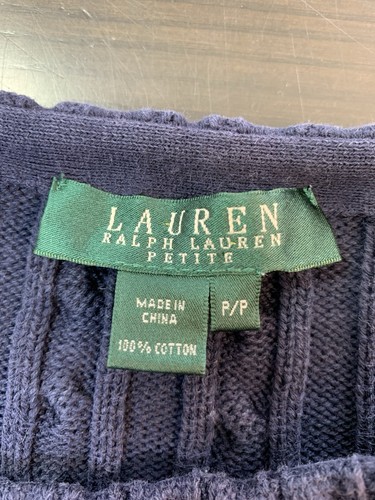 LAUREN
RALPH LAUREN
PETITE
MADE IN
CHINA
100% COTTON
P/P